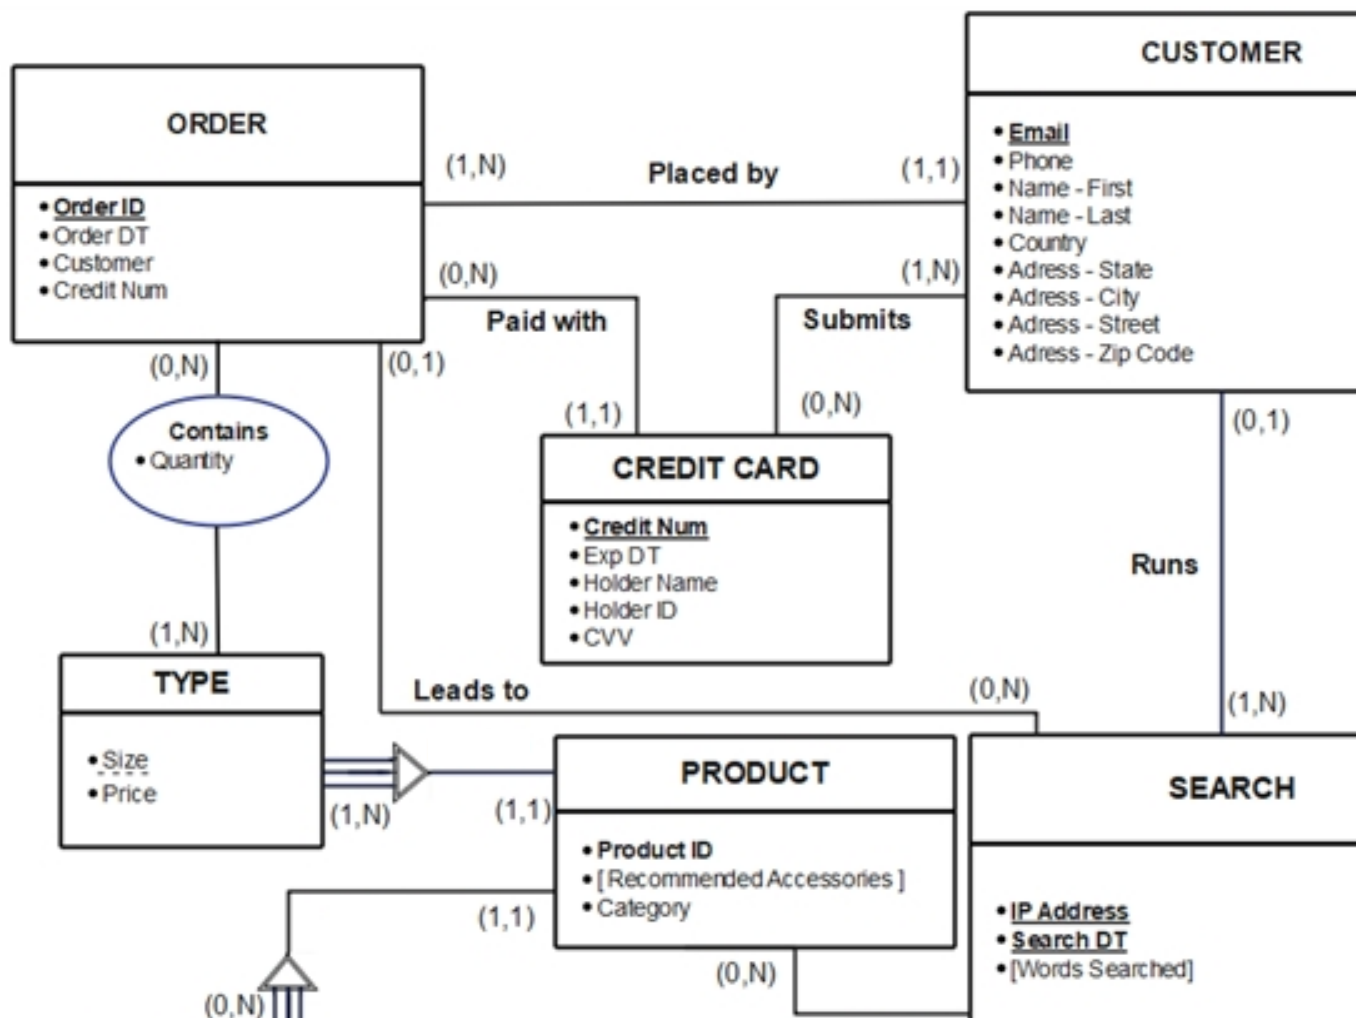 CUSTOMER
ORDER
• Email
• Phone
• Name - First
• Name - Last
• Country
• Adress - State
• Adress - City
• Adress - Street
• Adress - Zip Code
(1,N)
Placed by
(1,1)
• Order ID
• Order DT
• Customer
• Credit Num
(0,N)
(1,N)
Paid with
Submits
(0,N)
(0,1)
(1,1)
(0,N)
(0,1)
Contains
• Quantity
CREDIT CARD
• Credit Num
• Exp DT
• Holder Name
• Holder ID
• CVV
Runs
(1,N)
TYPE
Leads to
(0,N)
(1,N)
• Size
• Price
(1,N)
(1,1)
PRODUCT
SEARCH
• Product ID
• [ Recommended Accessories ]
• Category
(1,1)
(0,N)
(0,N)
• IP Address
• Search DT
• [Words Searched]